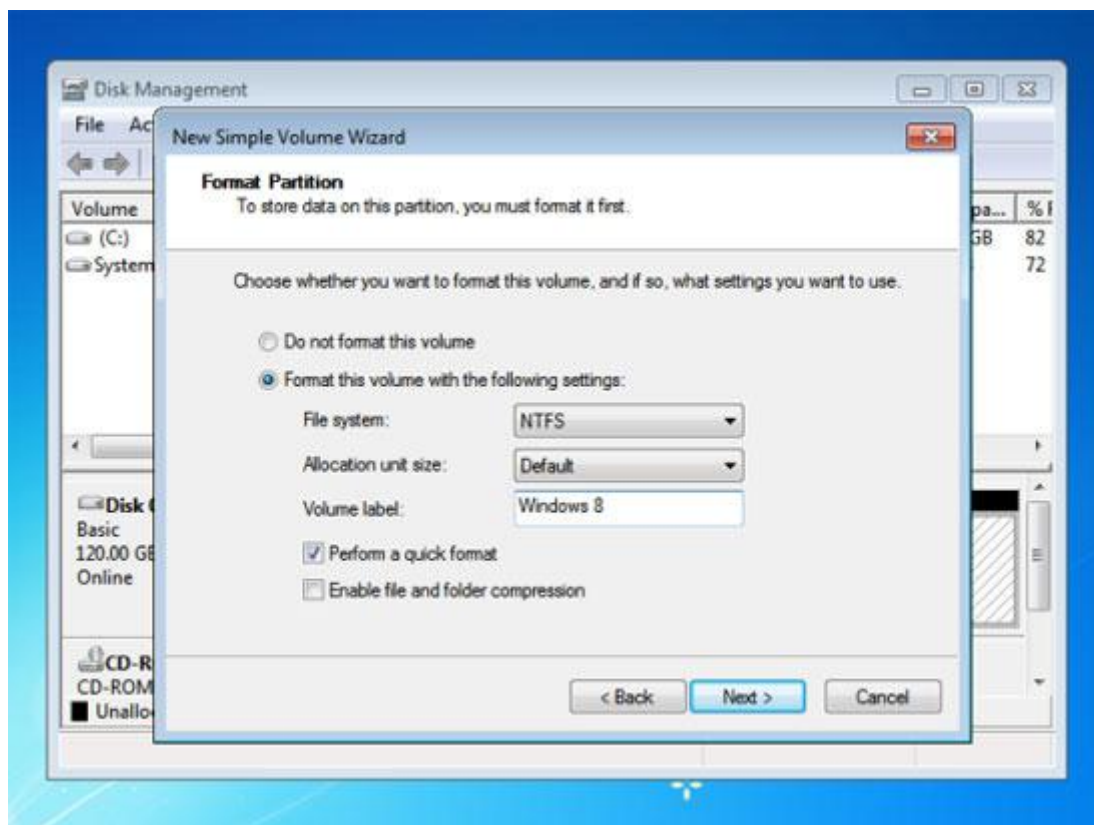 Disk Management
File
New Simple Volume Wizard
Format Partition
To store data on this partition, you must format it first.
Volume
% 
(C:)
GB 82
System
72
Choose whether you want to format this volume, and if so, what settings you want to use.
Do not format this volume
Format this volume with the following settings:
File system: NTFS
Allocation unit size: Default
Volume label: Windows 8
Perform a quick format
Enable file and folder compression
Disk
Basic
120.00 GB
Online
CD-ROM
< Back Next > Cancel